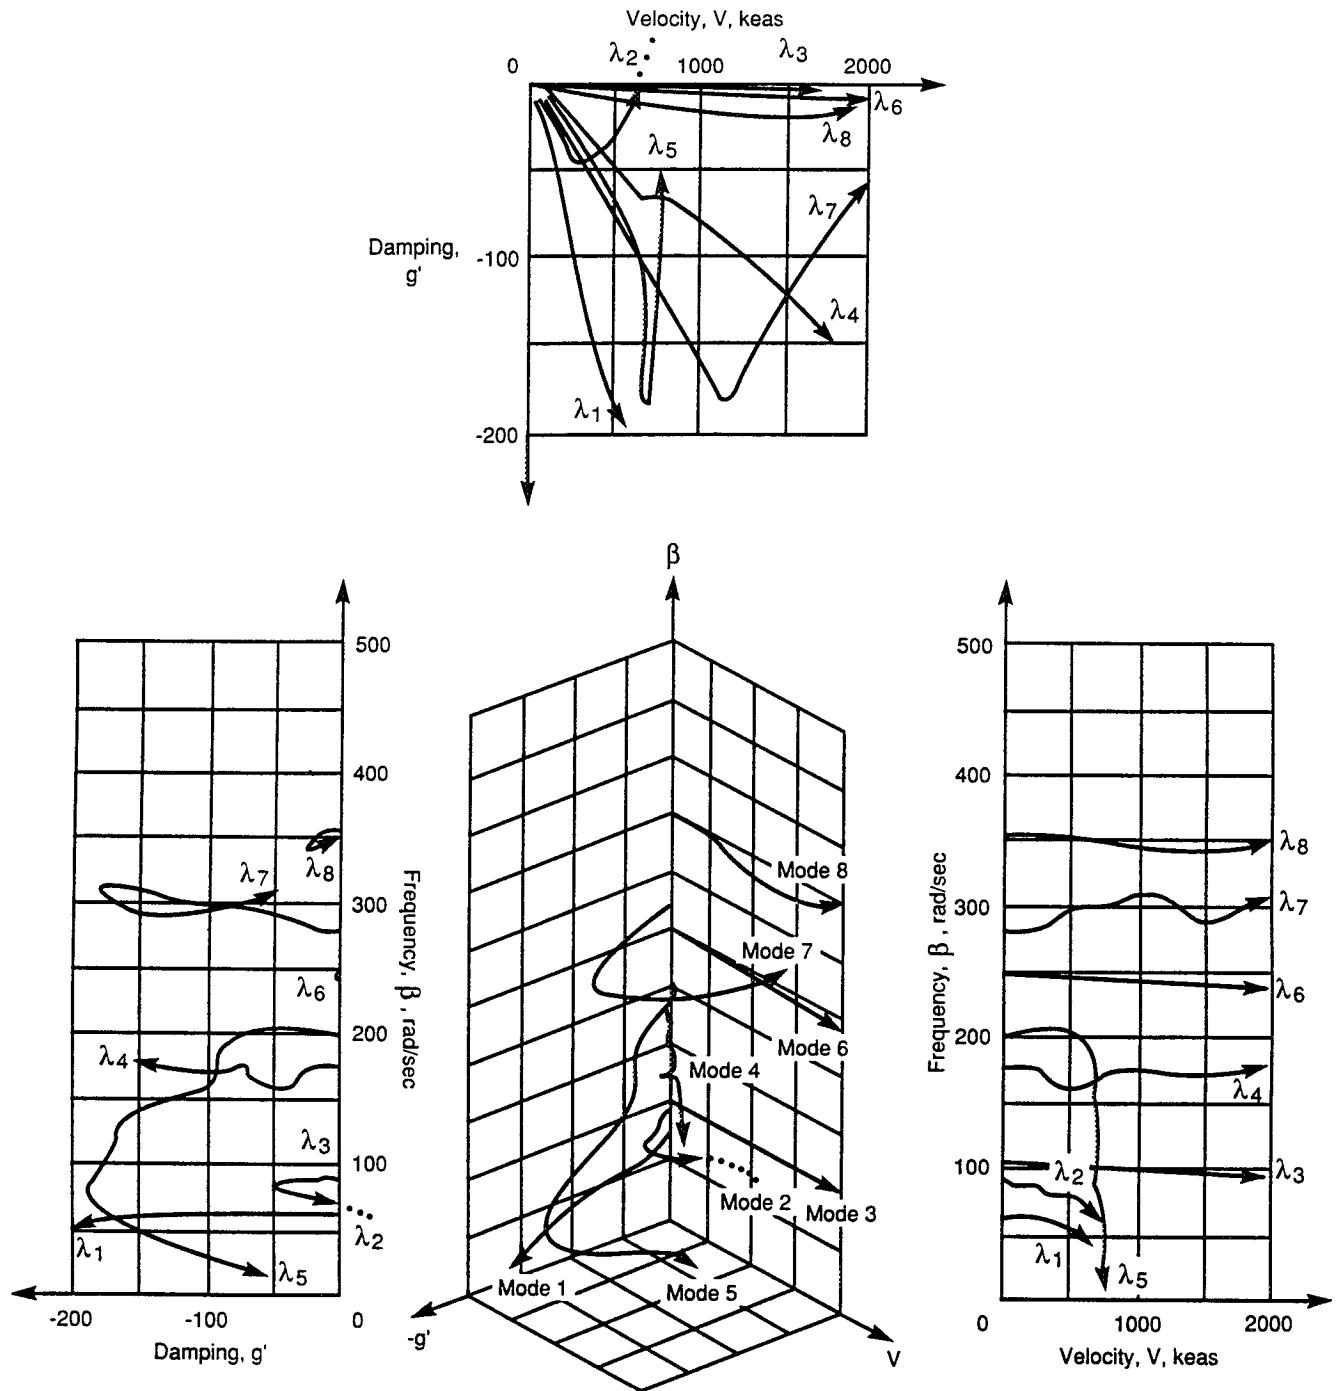 Velocity, V, keas
λ2
λ3
0
1000
2000
λ6
λ8
λ5
λ7
Damping,
g'
-100
λ4
λ1
-200
β
500
400
λ7
λ8
300
λ6
200
λ4
λ3
100
λ2
λ1
λ5
Frequency, β, rad/sec
-200
-100
0
Damping, g'
Mode 8
Mode 7
Mode 6
Mode 4
Mode 2
Mode 3
Mode 1
Mode 5
-g'
V
500
400
λ8
300
λ7
λ6
200
λ4
100
λ2
λ3
λ1
λ5
Frequency, β, rad/sec
0
1000
2000
Velocity, V, keas